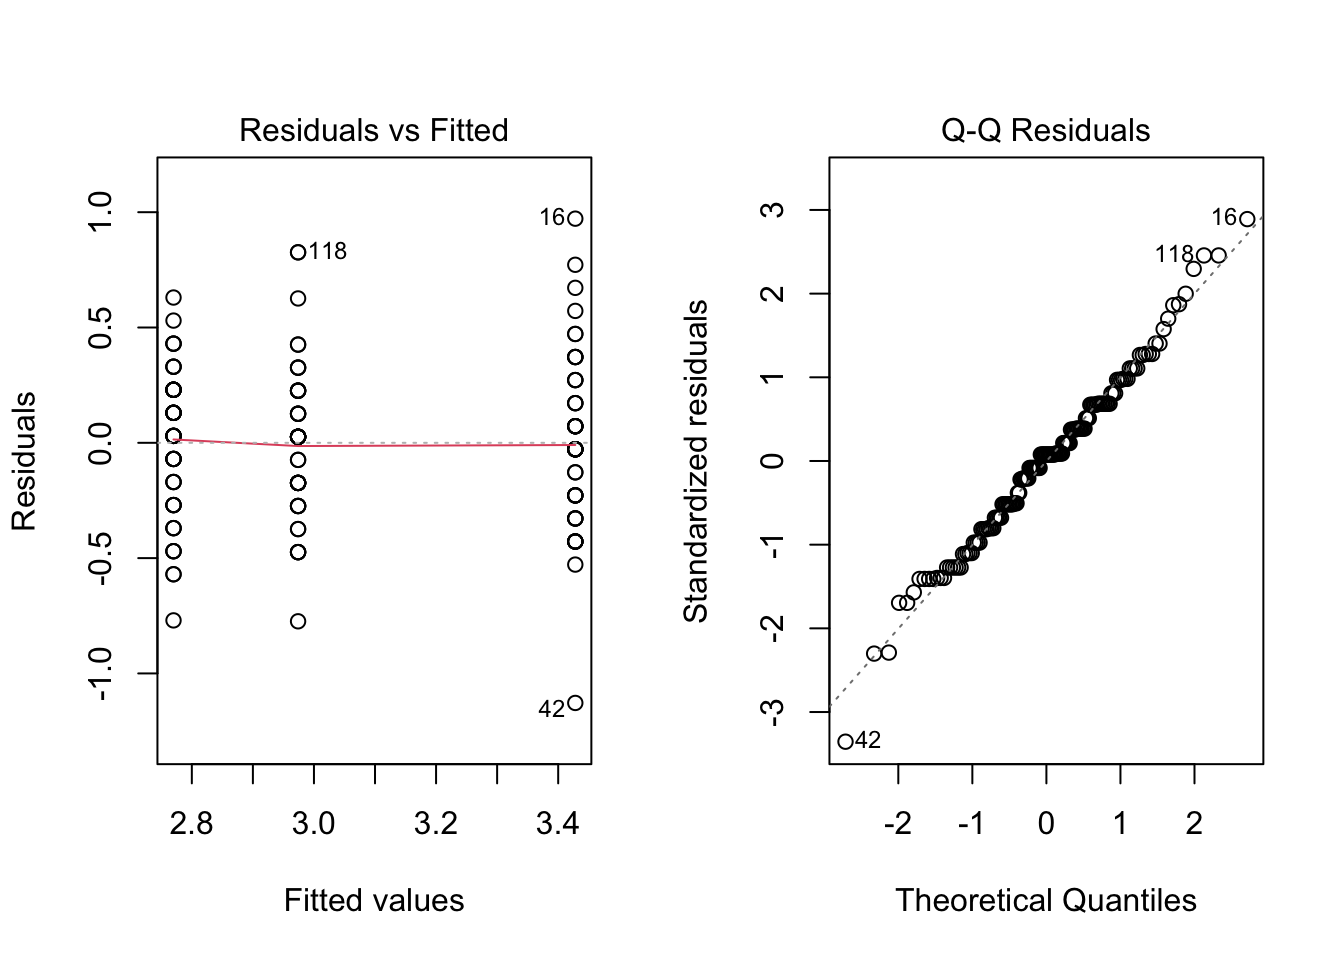 Residuals vs Fitted
Residuals
1.0
0.5
0.0
-0.5
-1.0
16
118
42
2.8 3.0 3.2 3.4
Fitted values
Q-Q Residuals
Standardized residuals
3
2
1
0
-1
-2
-3
16
118
42
-2 -1 0 1 2
Theoretical Quantiles